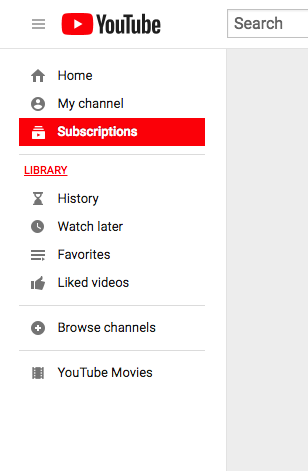 YouTube
Search
Home
My channel
Subscriptions
LIBRARY
History
Watch later
Favorites
Liked videos
Browse channels
YouTube Movies